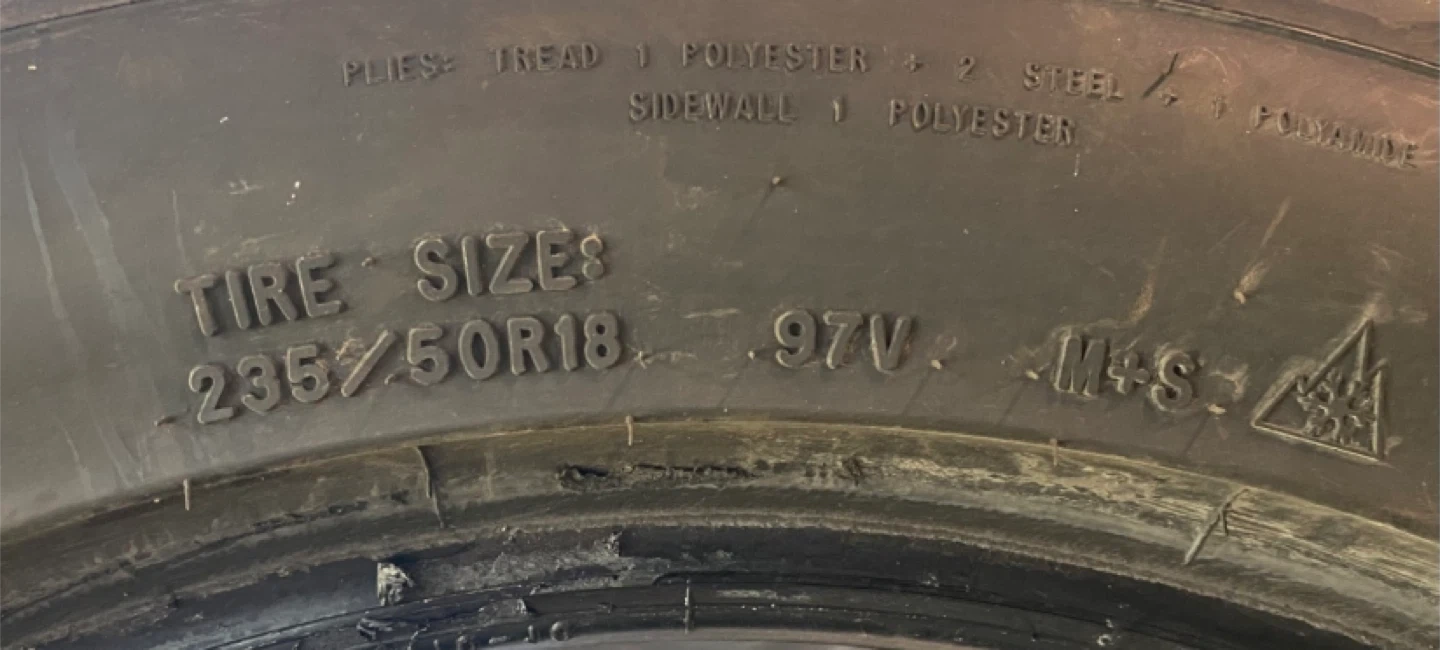 PLIES: TREAD 1 POLYESTER + 2 STEEL + 1 POLYAMIDE
SIDEWALL 1 POLYESTER
TIRE SIZE:
235/50R18 97V M+S